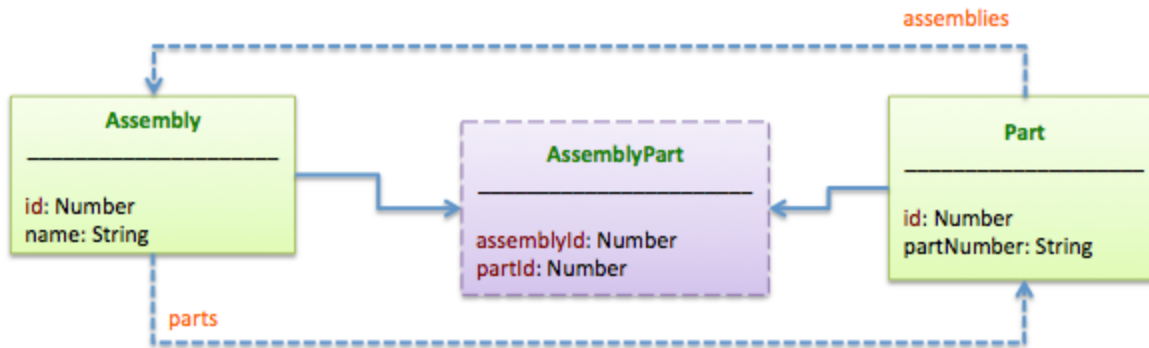 assemblies
Assembly
id: Number
name: String
AssemblyPart
assemblyId: Number
partId: Number
Part
id: Number
partNumber: String
parts